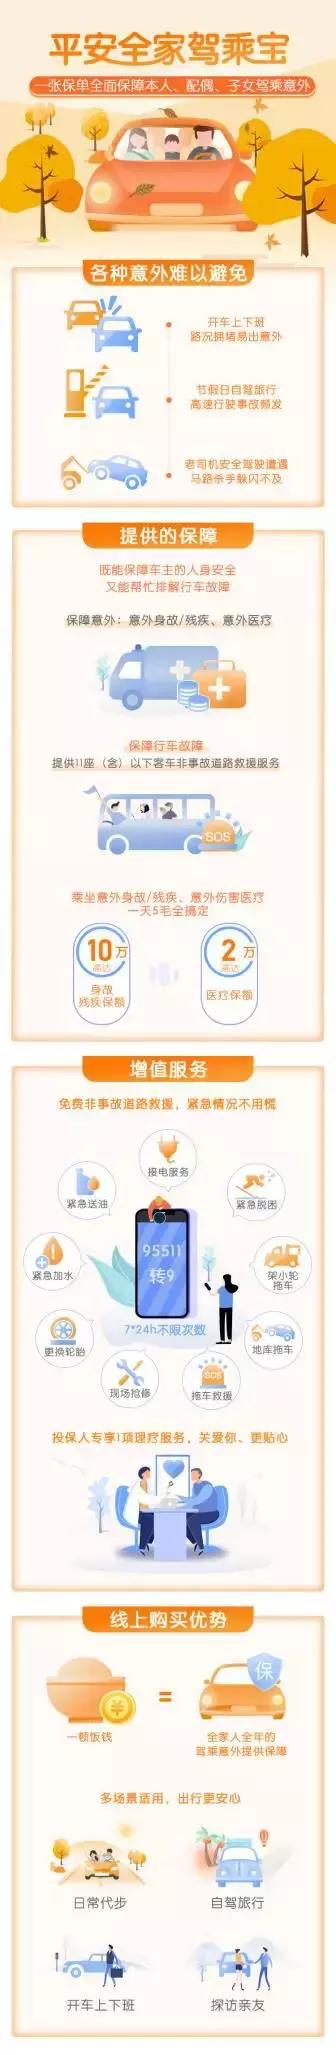 平安全家驾乘宝
一张保单全面保障本人、配偶、子女驾乘意外
各种意外难以避免
开车上下班
路况拥堵易出意外
节假日自驾旅行
高速行驶事故频发
老司机安全驾驶遭遇
马路杀手躲闪不及
提供的保障
既能保障车主的人身安全
又能帮忙排解行车故障
保障意外：意外身故/残疾、意外医疗
保障行车故障
提供11座（含）以下客车非事故道路救援服务
SOS
乘坐意外身故/残疾、意外伤害医疗
一天5毛全搞定
10万
高达
身故
残疾保额
2万
高达
医疗保额
增值服务
免费非事故道路救援，紧急情况不用慌
接电服务
紧急送油
紧急脱困
紧急加水
架小轮
拖车
95511
转9
7*24h不限次数
更换轮胎
地库拖车
现场抢修
SOS
拖车救援
投保人专享1项理疗服务，关爱你、更贴心
线上购买优势
保
一顿饭钱
=
全家人全年的
驾乘意外提供保障
多场景适用，出行更安心
日常代步
自驾旅行
开车上下班
探访亲友